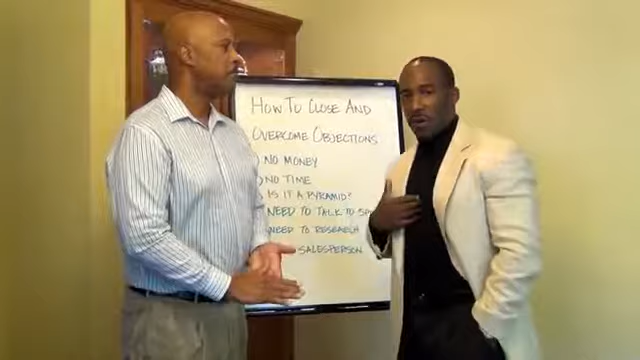 HOW TO CLOSE AND
OVERCOME OBJECTIONS
) NO MONEY
) NO TIME
IS IT A PYRAMID?
NEED TO TALK TO
NEED TO RESEARCH
SALESPERSON